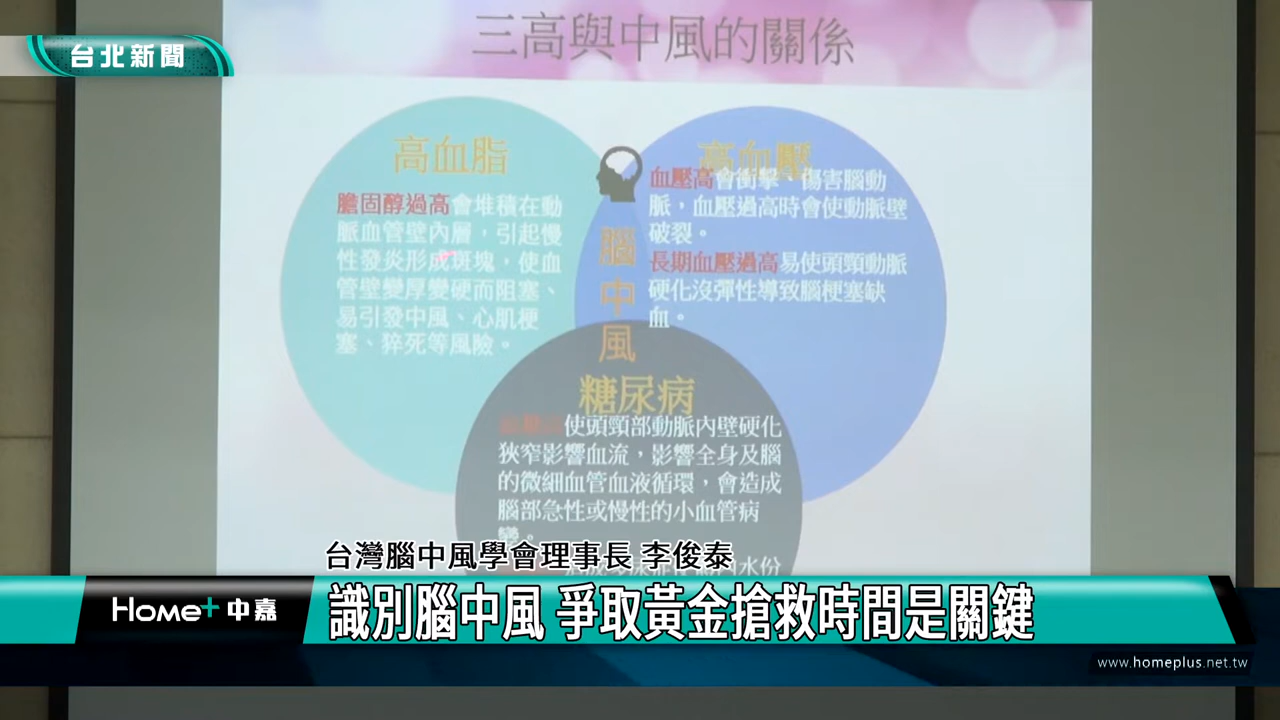 台北新聞
三高與中風的關係
高血脂
膽固醇過高會堆積在動
脈血管壁內層，引起慢
性發炎形成斑塊，使血
管壁變厚變硬而阻塞、
易引發中風、心肌梗
塞、猝死等風險。
高血壓
血壓高會衝擊、傷害腦動
脈，血壓過高時會使動脈壁
破裂。
長期血壓過高易使頭頸動脈
硬化沒彈性導致腦梗塞缺
血。
腦
中
風
糖尿病
使頭頸部動脈內壁硬化
狹窄影響血流，影響全身及腦
的微細血管血液循環，會造成
腦部急性或慢性的小血管病
變。
水份
台灣腦中風學會理事長 李俊泰
Home+ 中嘉
識別腦中風 爭取黃金搶救時間是關鍵
www.homeplus.net.tw